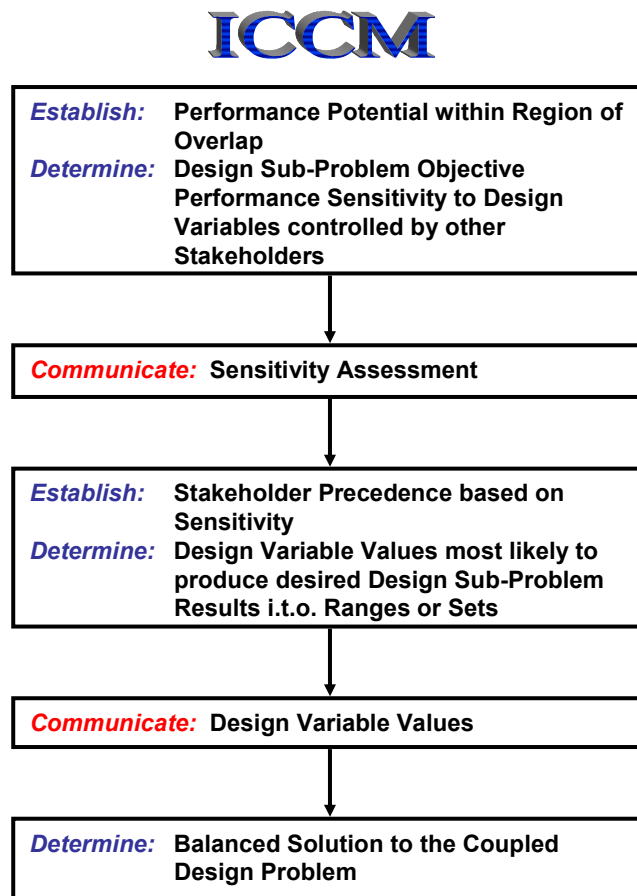 ICCM
Establish: Performance Potential within Region of
Overlap
Determine: Design Sub-Problem Objective
Performance Sensitivity to Design
Variables controlled by other
Stakeholders
Communicate: Sensitivity Assessment
Establish: Stakeholder Precedence based on
Sensitivity
Determine: Design Variable Values most likely to
produce desired Design Sub-Problem
Results i.t.o. Ranges or Sets
Communicate: Design Variable Values
Determine: Balanced Solution to the Coupled
Design Problem